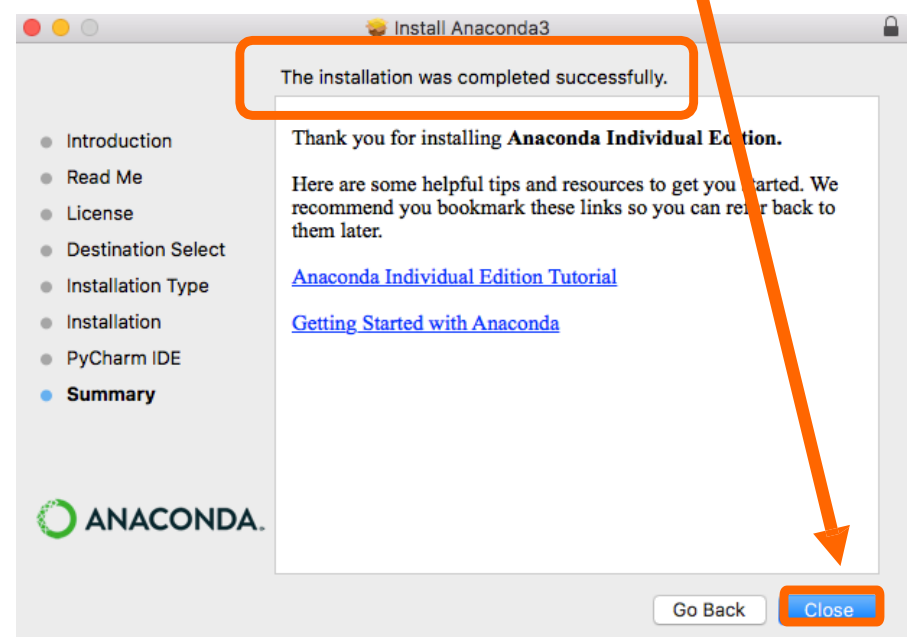 Install Anaconda3
The installation was completed successfully.
Introduction
Read Me
License
Destination Select
Installation Type
Installation
PyCharm IDE
Summary
ANACONDA.
Thank you for installing Anaconda Individual Edition.
Here are some helpful tips and resources to get you started. We
recommend you bookmark these links so you can refer back to
them later.
Anaconda Individual Edition Tutorial
Getting Started with Anaconda
Go Back
Close